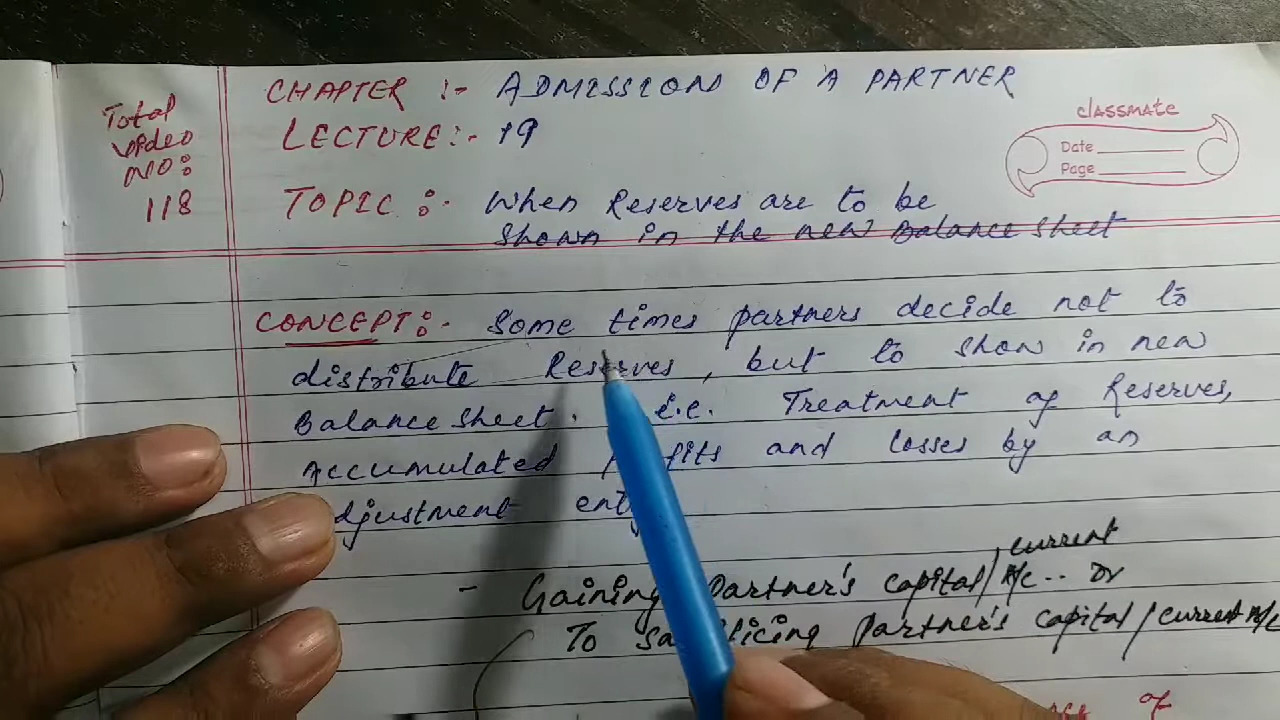 Total
video
NO:
118
CHAPTER :- ADMISSION OF A PARTNER
LECTURE:- 19
classmate
Date
Page
TOPIC :- When Reserves are to be
shown in the new Balance sheet
CONCEPT:- Some times partners decide not to
distribute Reserves, but to show in new
Balance sheet. i.e. Treatment of Reserves,
Accumulated and losses by an
- Gaining Partner's capital/current A/c.. Dr
To Partner's capital/current A/c
of